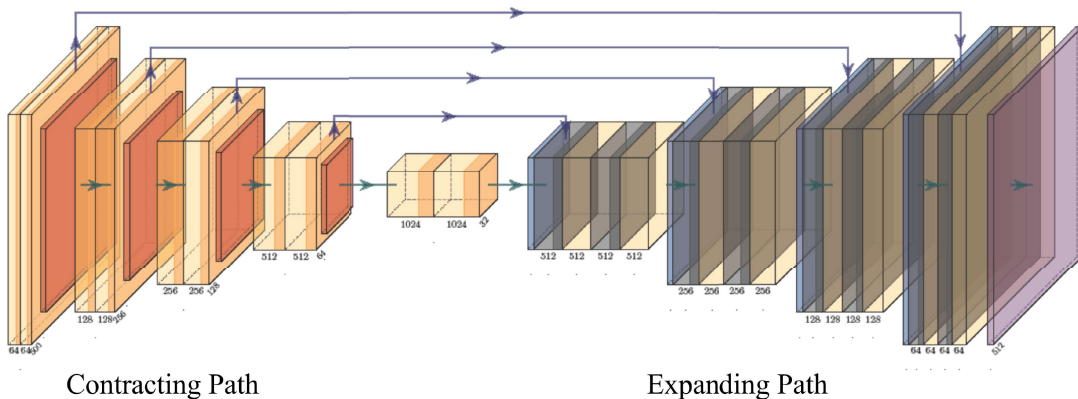 1024 1024 32
512 512 64
512 512 512 512
256 256 128
256 256 256 256
128 128 256
128 128 128 128
64 64 500
64 64 64 64
512
Contracting Path
Expanding Path